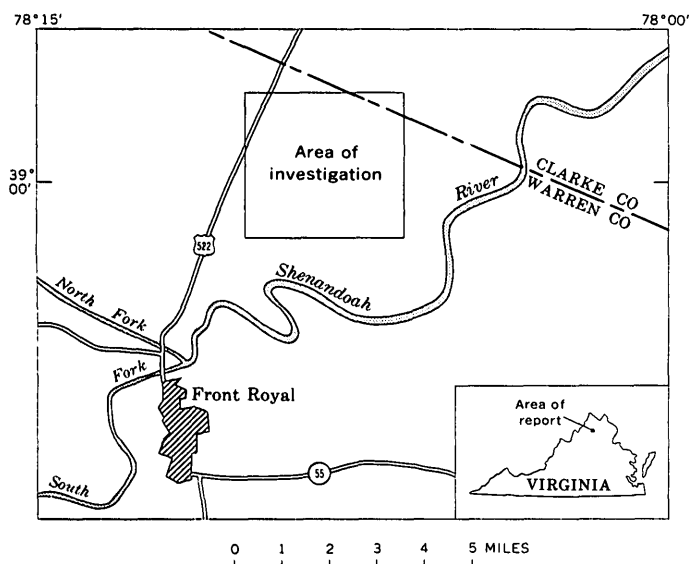 78°15'
78°00'
39°
00'
Area of
investigation
CLARKE CO
WARREN CO
River
522
Shenandoah
North Fork
Fork
South
Front Royal
55
Area of
report
VIRGINIA
0 1 2 3 4 5 MILES